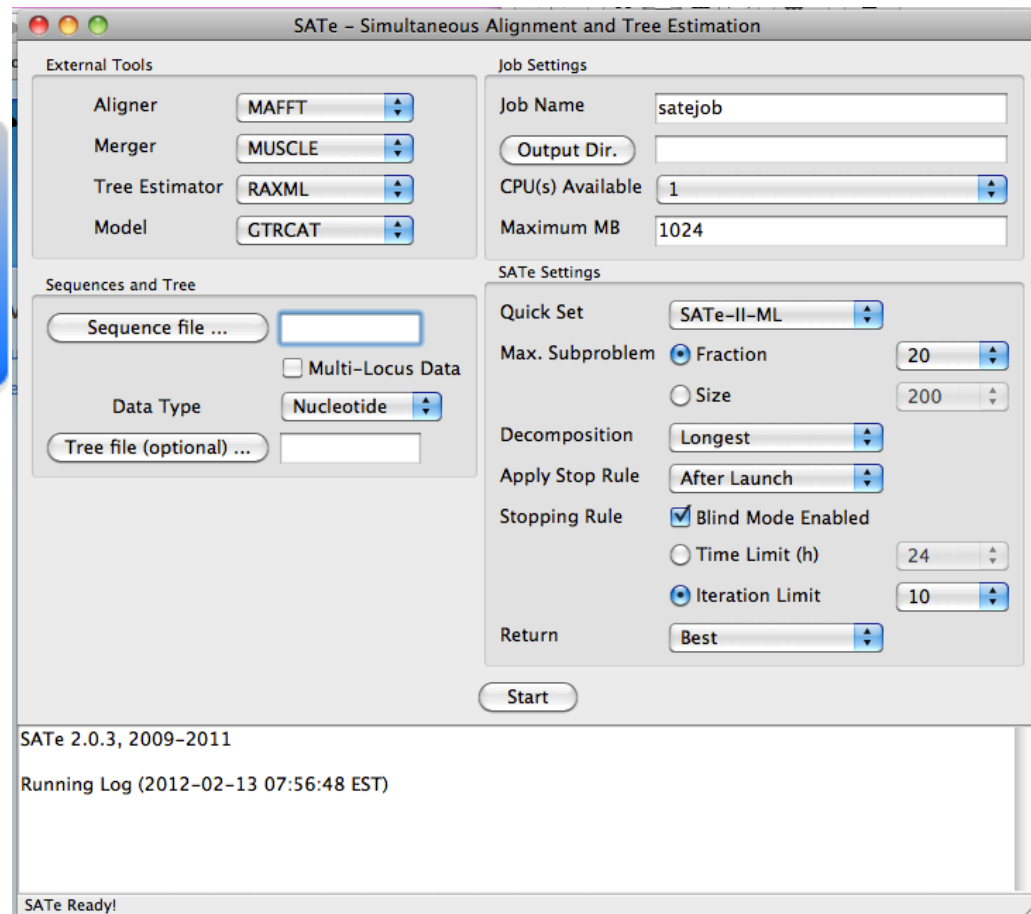 SATe - Simultaneous Alignment and Tree Estimation
External Tools
Aligner MAFFT
Merger MUSCLE
Tree Estimator RAXML
Model GTRCAT
Sequences and Tree
Sequence file ...
Multi-Locus Data
Data Type Nucleotide
Tree file (optional) ...
Job Settings
Job Name satejob
Output Dir.
CPU(s) Available 1
Maximum MB 1024
SATe Settings
Quick Set SATe-II-ML
Max. Subproblem Fraction 20
Size 200
Decomposition Longest
Apply Stop Rule After Launch
Stopping Rule Blind Mode Enabled
Time Limit (h) 24
Iteration Limit 10
Return Best
Start
SATe 2.0.3, 2009-2011
Running Log (2012-02-13 07:56:48 EST)
SATe Ready!